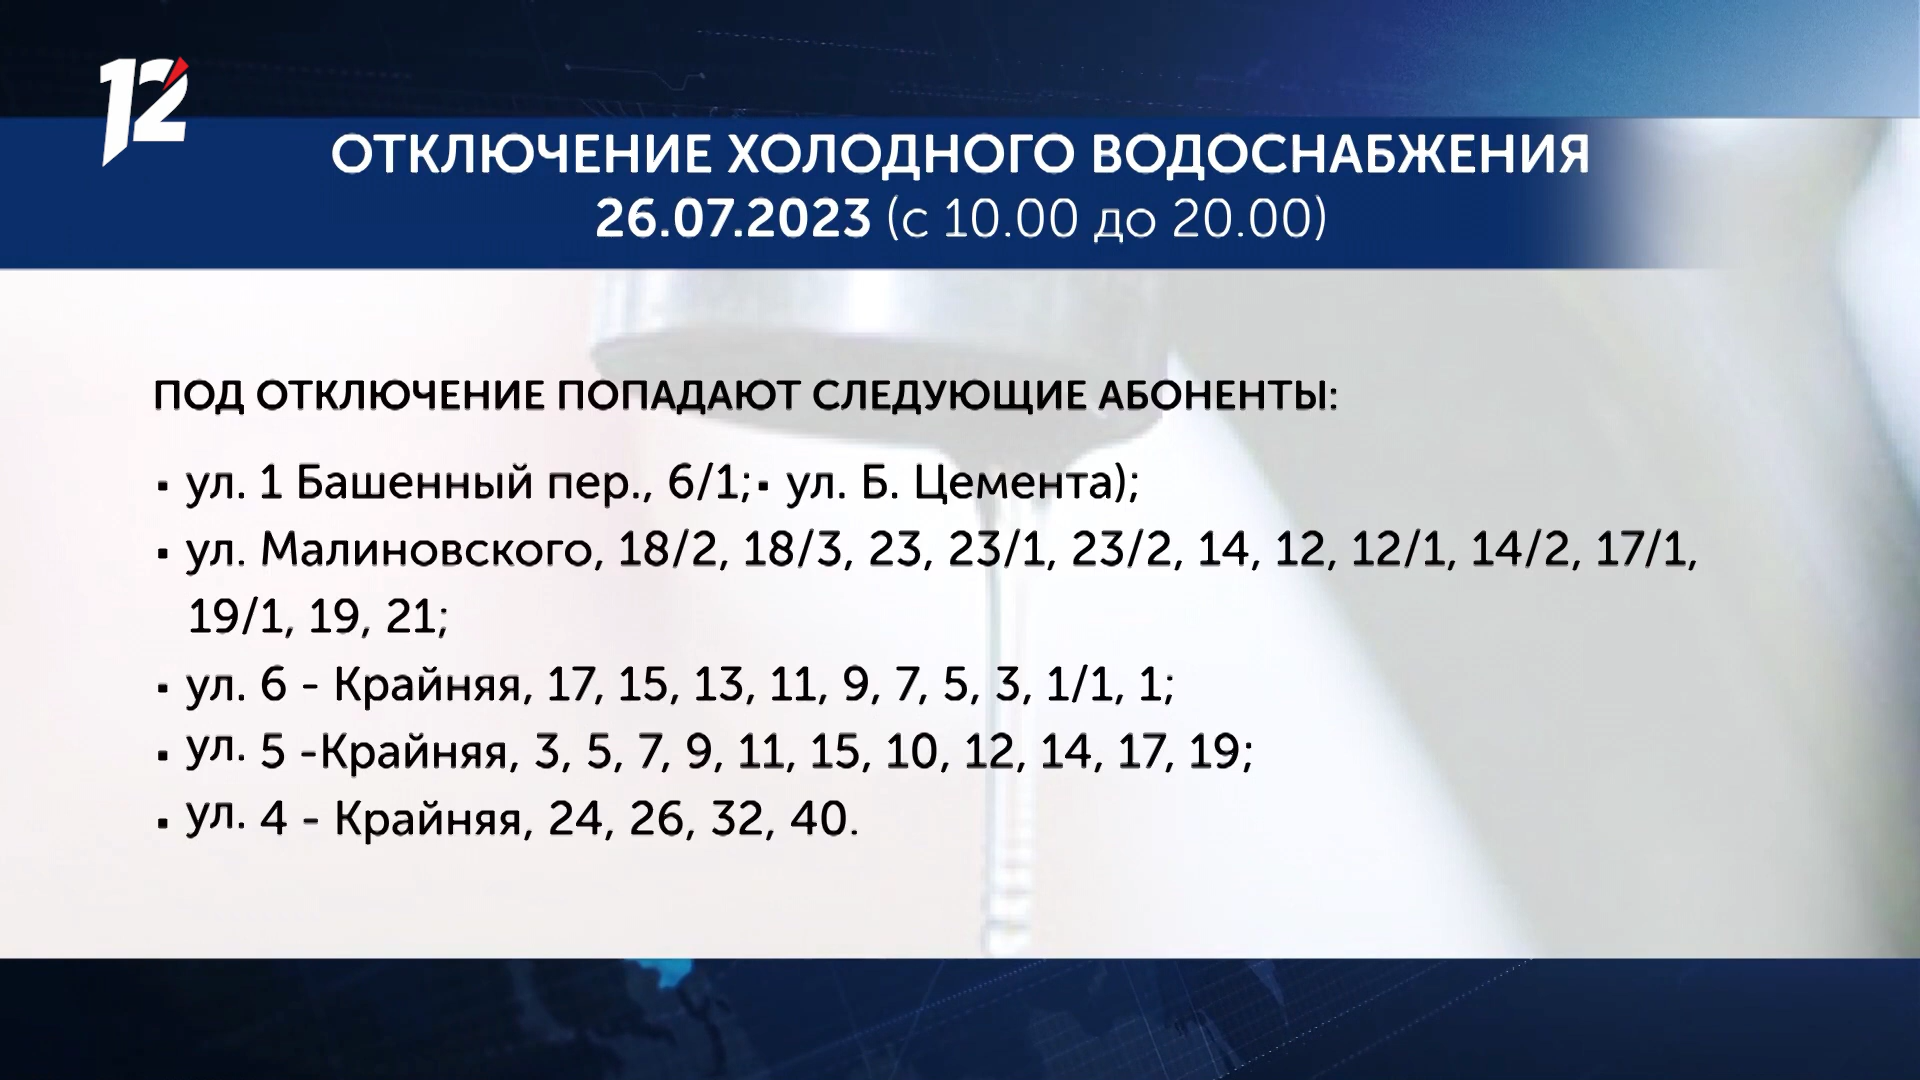 12
ОТКЛЮЧЕНИЕ ХОЛОДНОГО ВОДОСНАБЖЕНИЯ
26.07.2023 (с 10.00 до 20.00)
ПОД ОТКЛЮЧЕНИЕ ПОПАДАЮТ СЛЕДУЮЩИЕ АБОНЕНТЫ:
▪ ул. 1 Башенный пер., 6/1;▪ ул. Б. Цемента);
▪ ул. Малиновского, 18/2, 18/3, 23, 23/1, 23/2, 14, 12, 12/1, 14/2, 17/1,
19/1, 19, 21;
▪ ул. 6 - Крайняя, 17, 15, 13, 11, 9, 7, 5, 3, 1/1, 1;
▪ ул. 5 -Крайняя, 3, 5, 7, 9, 11, 15, 10, 12, 14, 17, 19;
▪ ул. 4 - Крайняя, 24, 26, 32, 40.